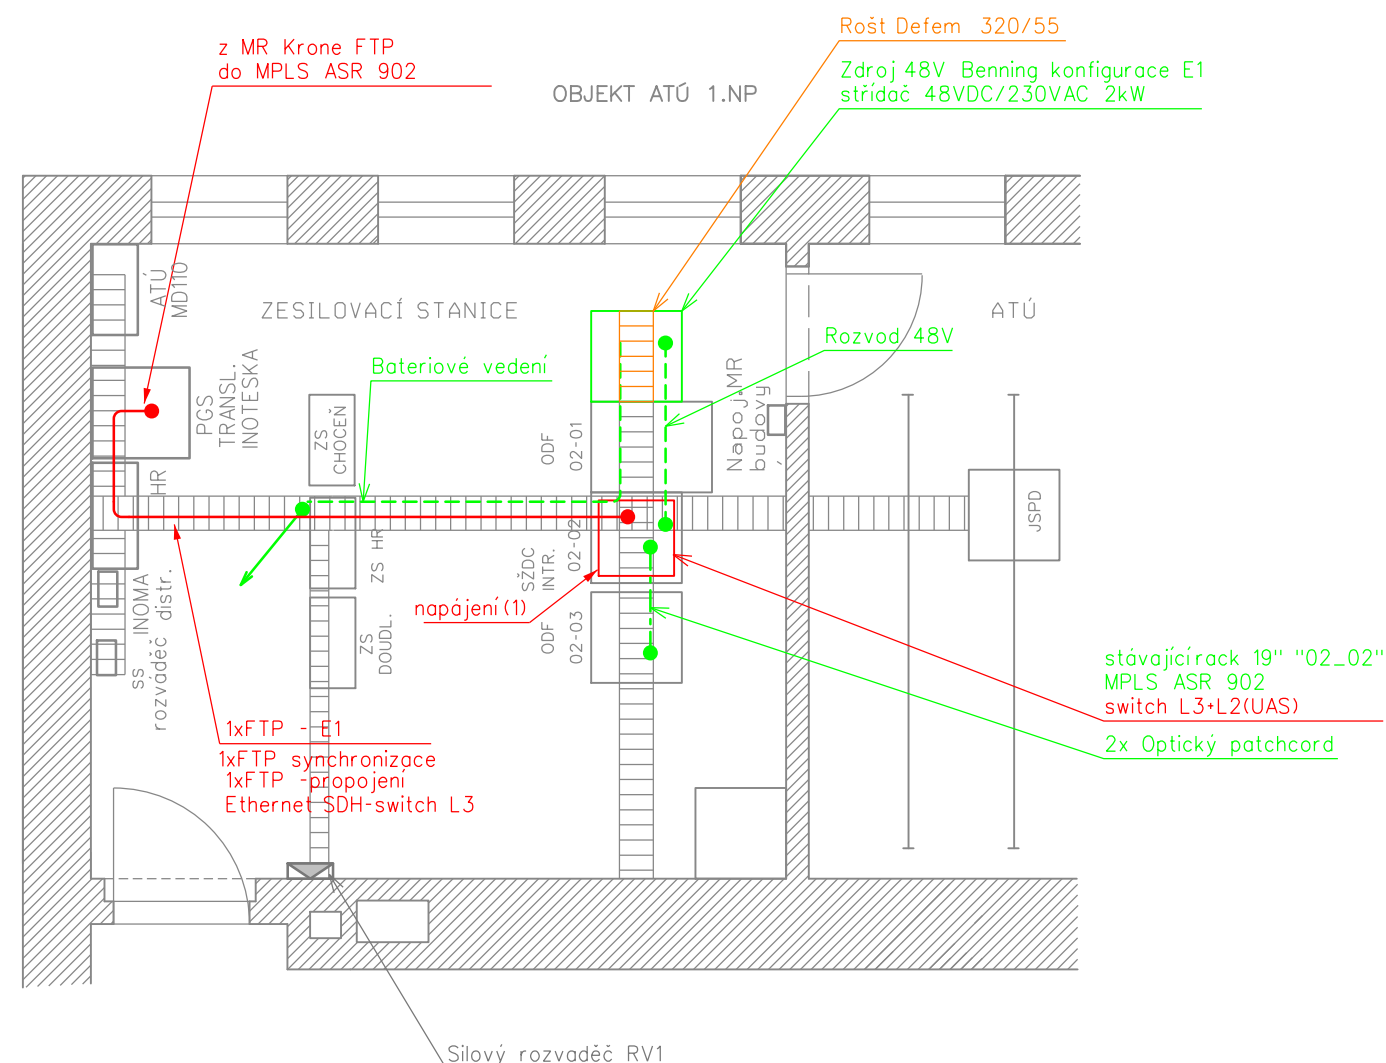 Rošt Defem 320/55
z MR Krone FTP
do MPLS ASR 902
OBJEKT ATÚ 1.NP
Zdroj 48V Benning konfigurace E1
střídač 48VDC/230VAC 2kW
ATÚ
MD110
ZESILOVACÍ STANICE
ATÚ
Rozvod 48V
Bateriové vedení
PGS
TRANSL.
INOTESKA
ZS
CHOCEŇ
ODF
02-01
Napoj.MR
budovy
HR
ZS HR
SŽDC
INTR.
02-02
JSPD
INOMA
distr.
SS
rozváděč
ZS
DOUDL.
napájení(1)
ODF
02-03
stávající rack 19" "02_02"
MPLS ASR 902
switch L3+L2(UAS)
2x Optický patchcord
1xFTP - E1
1xFTP synchronizace
1xFTP -propojení
Ethernet SDH-switch L3
Silový rozvaděč RV1